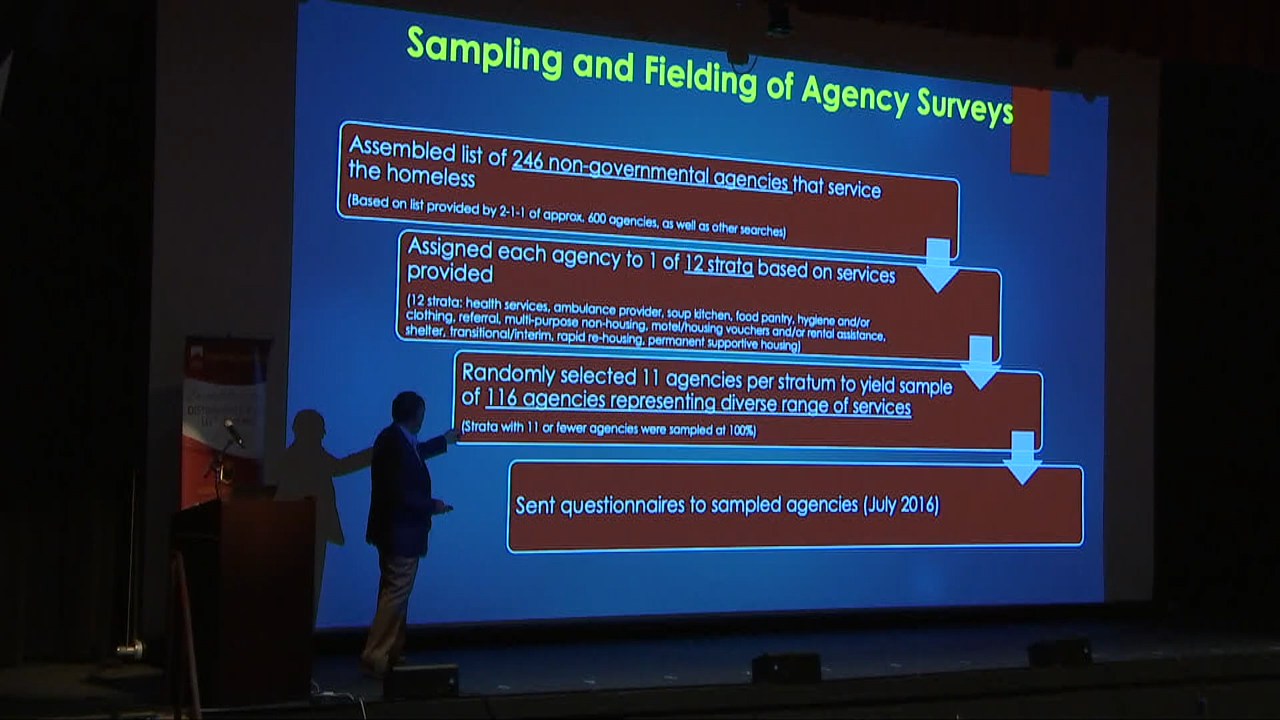 Sampling and Fielding of Agency Surveys
Assembled list of 246 non-governmental agencies that service
the homeless
(Based on list provided by 2-1-1 of approx. 600 agencies, as well as other searches)
Assigned each agency to 1 of 12 strata based on services
provided
(12 strata: health services, ambulance provider, soup kitchen, food pantry, hygiene and/or
clothing, referral, multi-purpose non-housing, motel/housing vouchers and/or rental assistance,
shelter, transitional/interim, rapid re-housing, permanent supportive housing)
Randomly selected 11 agencies per stratum to yield sample
of 116 agencies representing diverse range of services
(Strata with 11 or fewer agencies were sampled at 100%)
Sent questionnaires to sampled agencies (July 2016)